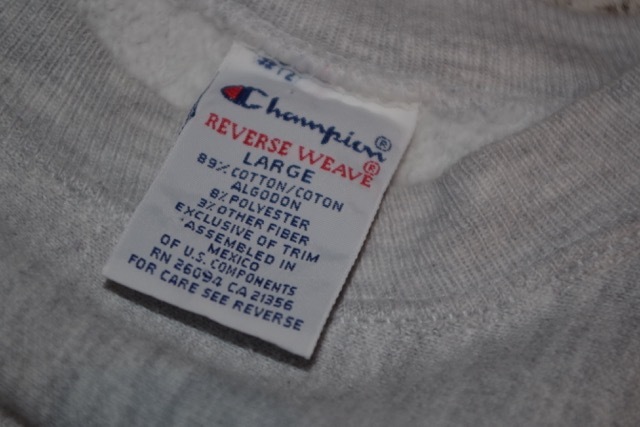 Champion®
REVERSE WEAVE®
LARGE
89% COTTON/COTON
ALGODON
8% POLYESTER
3% OTHER FIBER
EXCLUSIVE OF TRIM
ASSEMBLED IN
MEXICO
OF U.S. COMPONENTS
RN 26094 CA 21356
FOR CARE SEE REVERSE